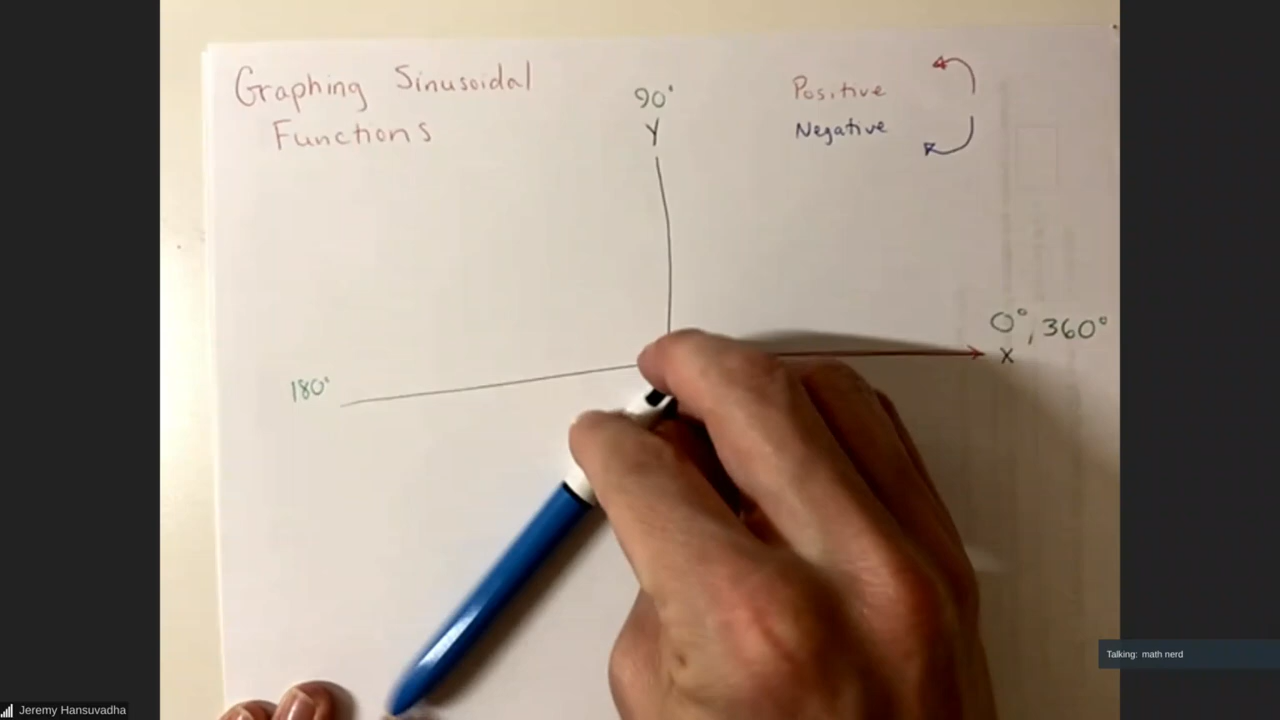 Graphing Sinusoidal
Functions
90°
Y
Positive
Negative
0°, 360°
X
180°
Talking: math nerd
Jeremy Hansuvadha